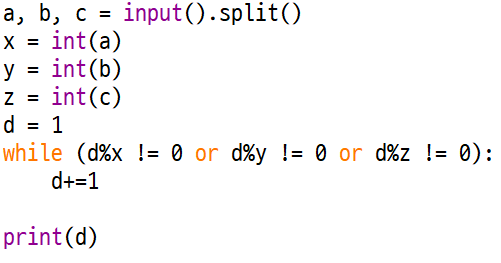 a, b, c = input().split()
x = int(a)
y = int(b)
z = int(c)
d = 1
while (d%x != 0 or d%y != 0 or d%z != 0):
    d+=1

print(d)